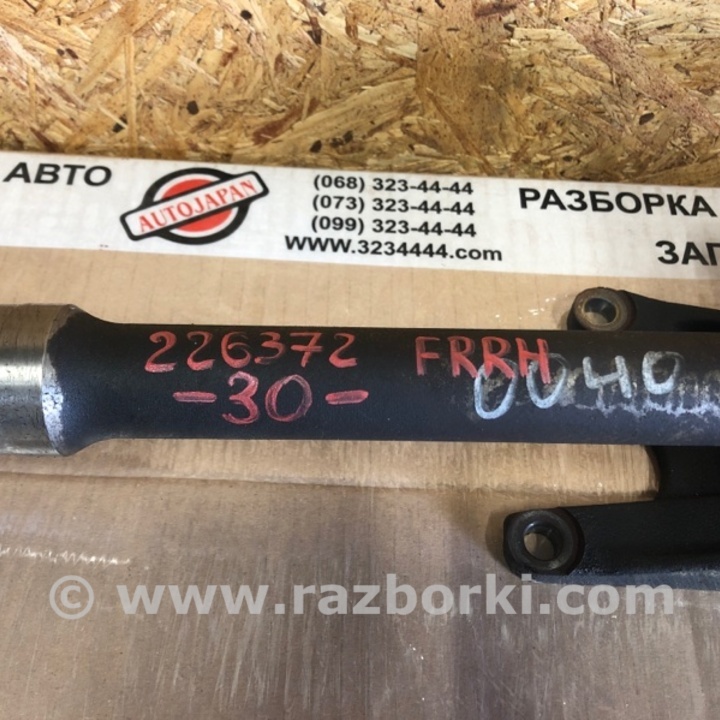 АВТО
AUTOJAPAN
(068) 323-44-44
(073) 323-44-44
(099) 323-44-44
www.3234444.com
РАЗБОРКА
ЗАП
226372 FRRH
-30- 0040
© www.razborki.com